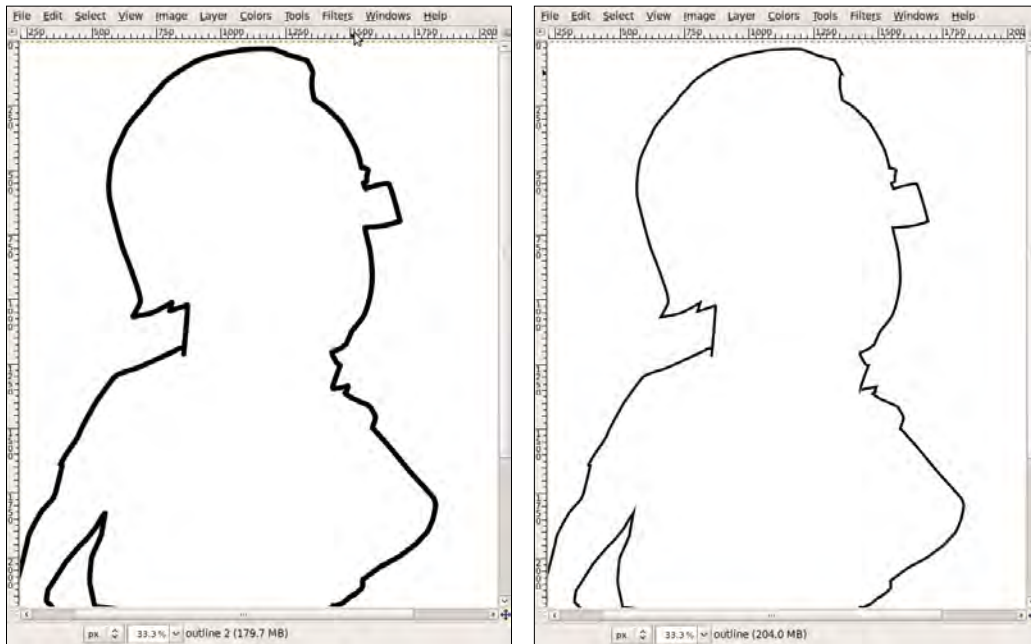 File Edit Select View Image Layer Colors Tools Filters Windows Help
250 500 750 1000 1250 1500 1750 200
px 33.3 % outline 2 (179.7 MB)
File Edit Select View Image Layer Colors Tools Filters Windows Help
250 500 750 1000 1250 1500 1750 200
px 33.3 % outline (204.0 MB)